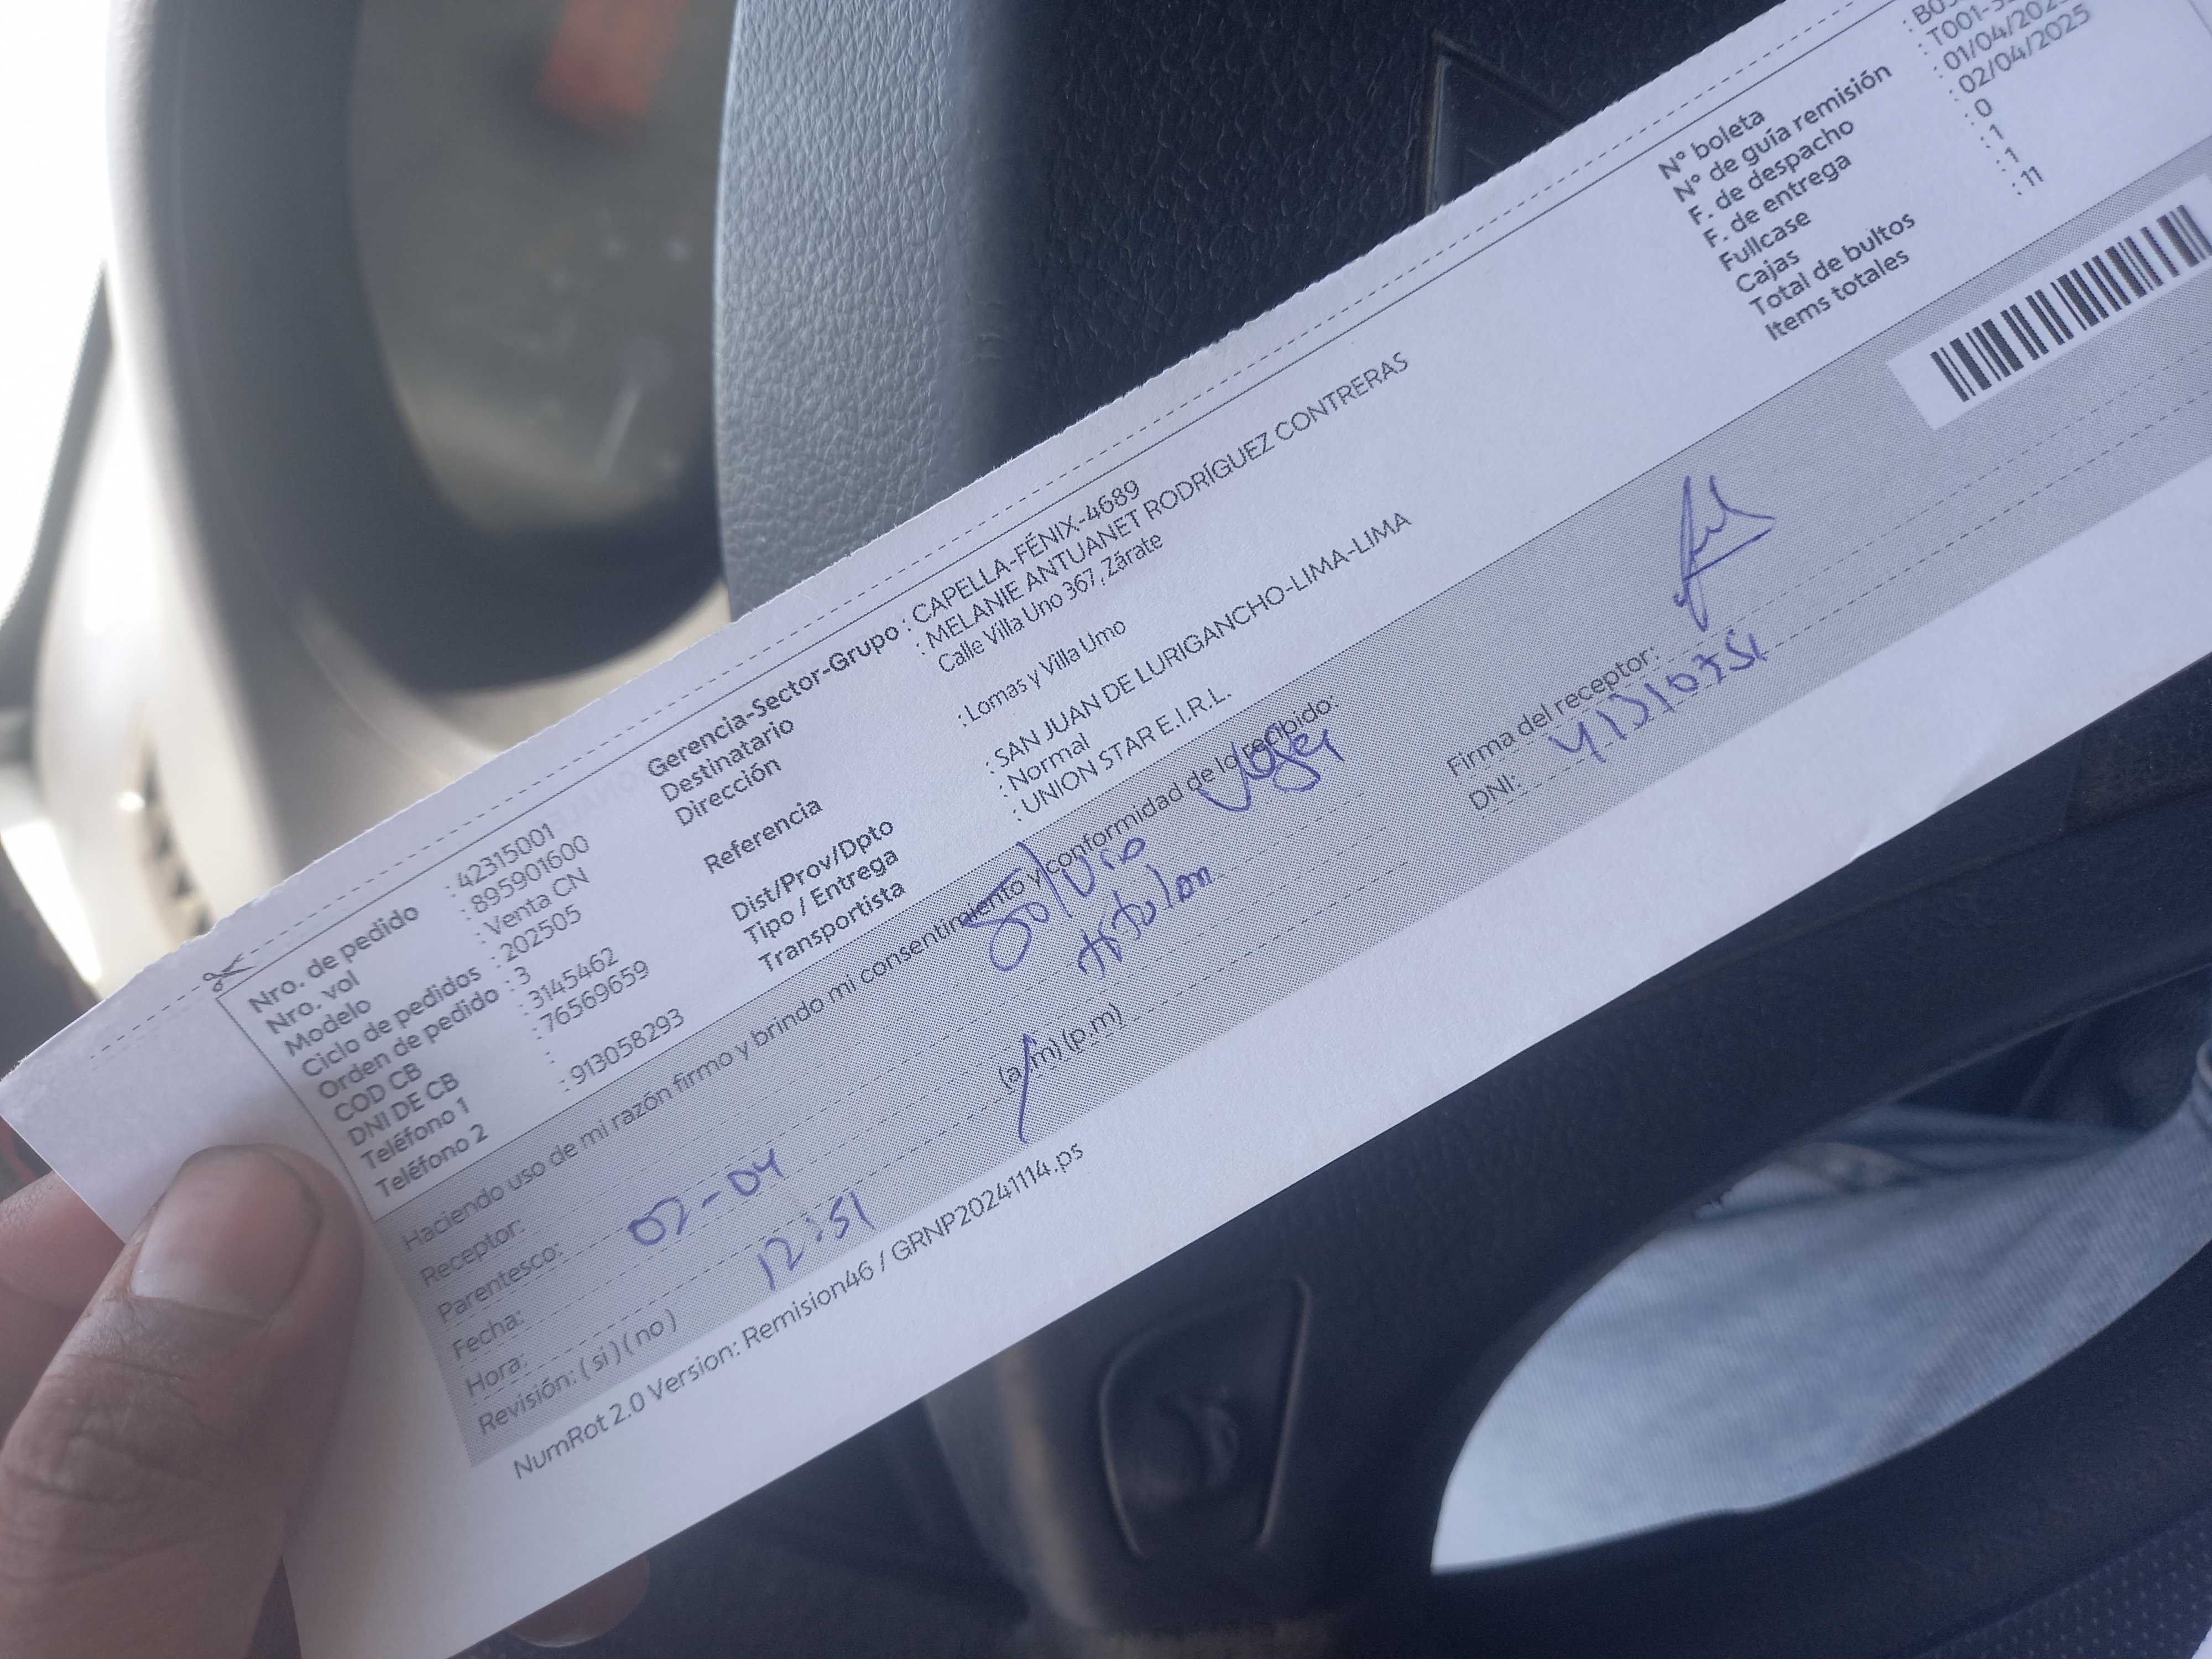 Nro. de pedido : 42315001
Nro. vol : 895901600
Modelo : Venta CN
Ciclo de pedidos : 202505
Orden de pedido : 3
COD CB : 3145462
DNI DE CB : 76569659
Teléfono 1 :
Teléfono 2 : 913058293
Gerencia-Sector-Grupo : CAPELLA-FÉNIX-4689
Destinatario : MELANIE ANTUANET RODRÍGUEZ CONTRERAS
Dirección Calle Villa Uno 367, Zárate
Referencia : Lomas y Villa Umo
Dist/Prov/Dpto : SAN JUAN DE LURIGANCHO-LIMA-LIMA
Tipo / Entrega : Normal
Transportista : UNION STAR E.I.R.L.
N° boleta
N° de guía remisión : T001-
F. de despacho : 01/04/2025
F. de entrega : 02/04/2025
Fullcase : 0
Cajas : 1
Total de bultos : 1
Items totales : 11
Haciendo uso de mi razón firmo y brindo mi consentimiento y conformidad de lo recibido:
Receptor:
Parentesco:
Fecha: 02-04
Hora: 12:51 (a.m) (p.m)
Revisión: ( si ) ( no )
Firma del receptor:
DNI:
NumRot 2.0 Version: Remision46 / GRNP20241114.ps